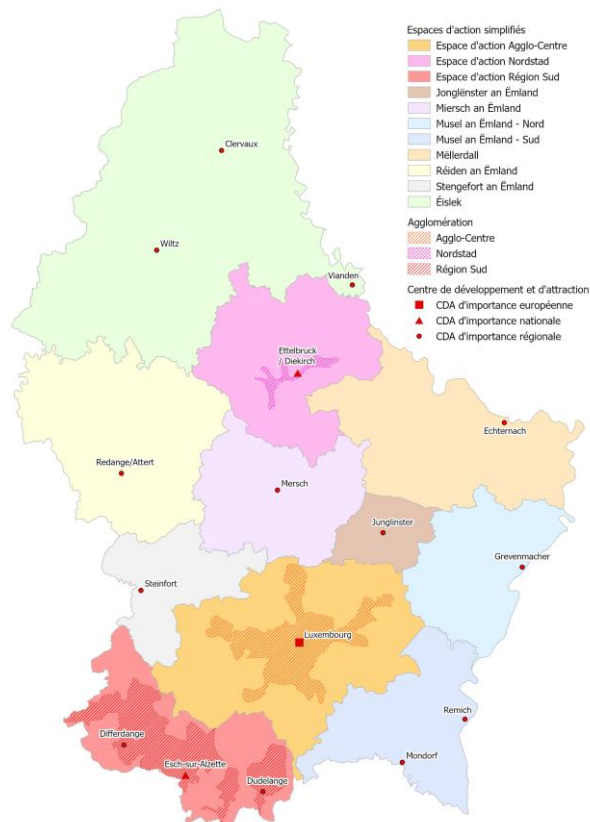 Espaces d'action simplifiés
Espace d'action Agglo-Centre
Espace d'action Nordstad
Espace d'action Région Sud
Jonglënster an Ëmland
Miersch an Ëmland
Musel an Ëmland - Nord
Musel an Ëmland - Sud
Mëllerdall
Réiden an Ëmland
Stengefort an Ëmland
Éislek
Agglomération
Agglo-Centre
Nordstad
Région Sud
Centre de développement et d'attraction
CDA d'importance européenne
CDA d'importance nationale
CDA d'importance régionale
Clervaux
Wiltz
Vianden
Ettelbruck
/ Diekirch
Echternach
Redange/Attert
Mersch
Junglinster
Grevenmacher
Steinfort
Luxembourg
Remich
Differdange
Mondorf
Esch-sur-Alzette
Dudelange